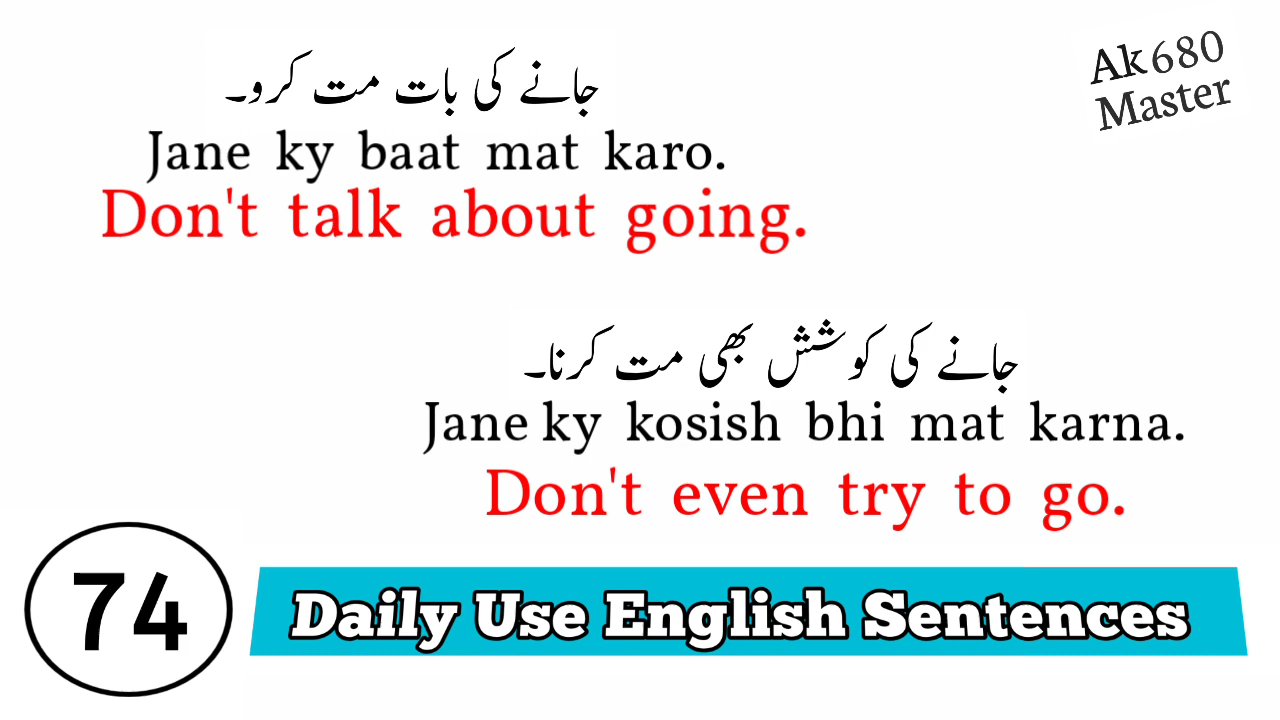 جانے کی بات مت کرو۔
Jane ky baat mat karo.
Don't talk about going.
Ak680
Master
جانے کی کوشش بھی مت کرنا۔
Jane ky kosish bhi mat karna.
Don't even try to go.
74
Daily Use English Sentences